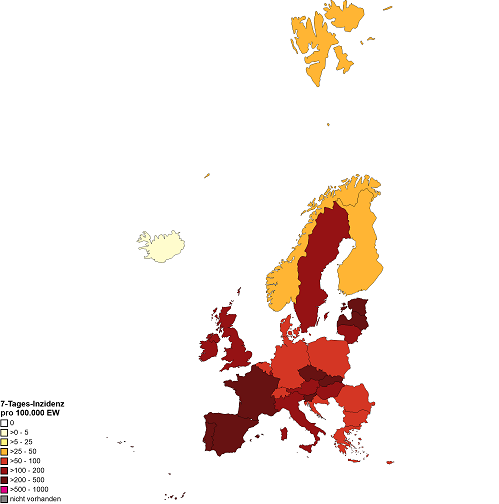 7-Tages-Inzidenz
pro 100.000 EW
0
>0 - 5
>5 - 25
>25 - 50
>50 - 100
>100 - 200
>200 - 500
>500 - 1000
nicht vorhanden